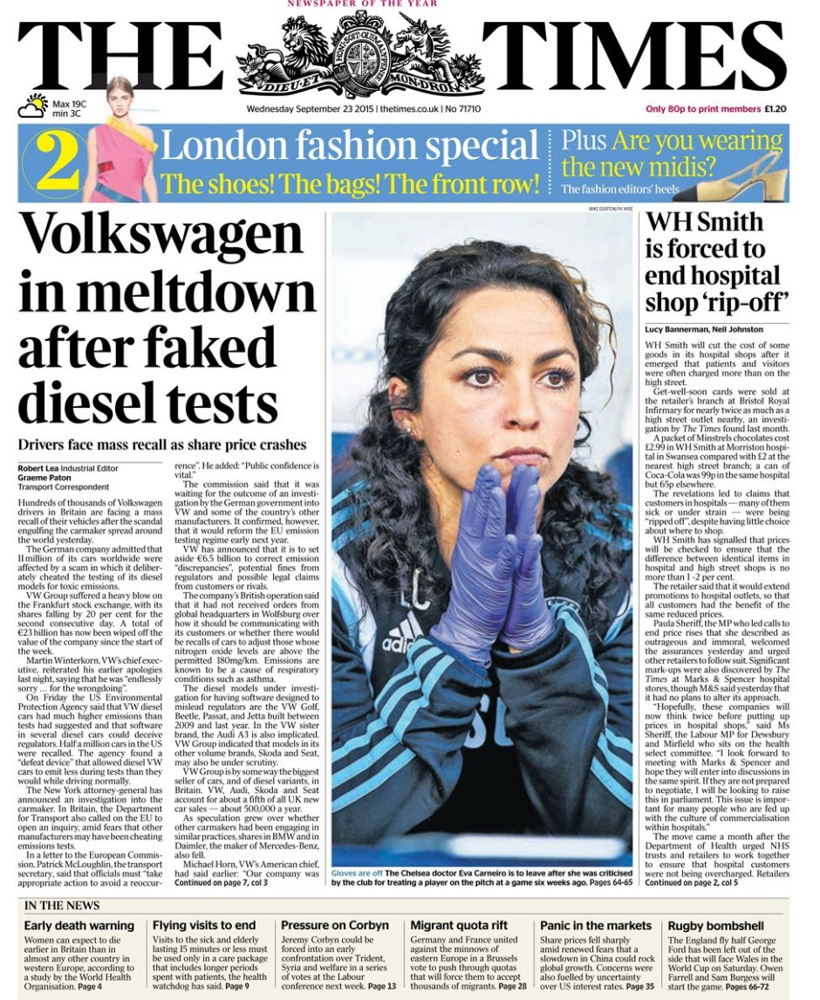 NEWSPAPER OF THE YEAR
THE TIMES
DIEU·ET MON·DROIT
Max 19C
min 3C
Wednesday September 23 2015 | thetimes.co.uk | No 71710
Only 80p to print members £1.20
2
London fashion special
The shoes! The bags! The front row!
Plus Are you wearing
the new midis?
The fashion editors' heels
Volkswagen
in meltdown
after faked
diesel tests
Drivers face mass recall as share price crashes
Robert Lea Industrial Editor
Graeme Paton
Transport Correspondent
Hundreds of thousands of Volkswagen
drivers in Britain are facing a mass
recall of their vehicles after the scandal
engulfing the carmaker spread around
the world yesterday.
The German company admitted that
11 million of its cars worldwide were
affected by a scam in which it deliber-
ately cheated the testing of its diesel
models for toxic emissions.
VW Group suffered a heavy blow on
the Frankfurt stock exchange, with its
shares falling by 20 per cent for the
second consecutive day. A total of
€23 billion has now been wiped off the
value of the company since the start of
the week.
Martin Winterkorn, VW's chief exec-
utive, reiterated his earlier apologies
last night, saying that he was "endlessly
sorry ... for the wrongdoing".
On Friday the US Environmental
Protection Agency said that VW diesel
cars had much higher emissions than
tests had suggested and that software
in several diesel cars could deceive
regulators. Half a million cars in the US
were recalled. The agency found a
"defeat device" that allowed diesel VW
cars to emit less during tests than they
would while driving normally.
The New York attorney-general has
announced an investigation into the
carmaker. In Britain, the Department
for Transport also called on the EU to
open an inquiry, amid fears that other
manufacturers may have been cheating
emissions tests.
In a letter to the European Commis-
sion, Patrick McLoughlin, the transport
secretary, said that officials must "take
appropriate action to avoid a reoccur-
rence". He added: "Public confidence is
vital."
The commission said that it was
waiting for the outcome of an investi-
gation by the German government into
VW and some of the country's other
manufacturers. It confirmed, however,
that it would reform the EU emission
testing regime early next year.
VW has announced that it is to set
aside €6.5 billion to correct emission
"discrepancies", potential fines from
regulators and possible legal claims
from customers or rivals.
The company's British operation said
that it had not received orders from
global headquarters in Wolfsburg over
how it should be communicating with
its customers or whether there would
be recalls of cars to adjust those whose
nitrogen oxide levels are above the
permitted 180mg/km. Emissions are
known to be a cause of respiratory
conditions such as asthma.
The diesel models under investi-
gation for having software designed to
mislead regulators are the VW Golf,
Beetle, Passat, and Jetta built between
2009 and last year. In the VW sister
brand, the Audi A3 is also implicated.
VW Group indicated that models in its
other volume brands, Skoda and Seat,
may also be under scrutiny.
VW Group is by some way the biggest
seller of cars, and of diesel variants, in
Britain. VW, Audi, Skoda and Seat
account for about a fifth of all UK new
car sales — about 500,000 a year.
As speculation grew over whether
other carmakers had been engaging in
similar practices, shares in BMW and in
Daimler, the maker of Mercedes-Benz,
also fell.
Michael Horn, VW's American chief,
had said earlier: "Our company was
Continued on page 7, col 3
MIKE EGERTON/PA WIRE
EC
adidas
Gloves are off The Chelsea doctor Eva Carneiro is to leave after she was criticised
by the club for treating a player on the pitch at a game six weeks ago. Pages 64-65
WH Smith
is forced to
end hospital
shop 'rip-off'
Lucy Bannerman, Neil Johnston
WH Smith will cut the cost of some
goods in its hospital shops after it
emerged that patients and visitors
were often charged more than on the
high street.
Get-well-soon cards were sold at
the retailer's branch at Bristol Royal
Infirmary for nearly twice as much as a
high street outlet nearby, an investi-
gation by The Times found last month.
A packet of Minstrels chocolates cost
£2.99 in WH Smith at Morriston hospi-
tal in Swansea compared with £2 at the
nearest high street branch; a can of
Coca-Cola was 99p in the same hospital
but 65p elsewhere.
The revelations led to claims that
customers in hospitals — many of them
sick or under strain — were being
"ripped off", despite having little choice
about where to shop.
WH Smith has signalled that prices
will be checked to ensure that the
difference between identical items in
hospital and high street shops is no
more than 1 -2 per cent.
The retailer said that it would extend
promotions to hospital outlets, so that
all customers had the benefit of the
same reduced prices.
Paula Sheriff, the MP who led calls to
end price rises that she described as
outrageous and immoral, welcomed
the assurances yesterday and urged
other retailers to follow suit. Significant
mark-ups were also discovered by The
Times at Marks & Spencer hospital
stores, though M&S said yesterday that
it had no plans to alter its approach.
"Hopefully, these companies will
now think twice before putting up
prices in hospital shops," said Ms
Sheriff, the Labour MP for Dewsbury
and Mirfield who sits on the health
select committee. "I look forward to
meeting with Marks & Spencer and
hope they will enter into discussions in
the same spirit. If they are not prepared
to negotiate, I will be looking to raise
this in parliament. This issue is impor-
tant for many people who are fed up
with the culture of commercialisation
within hospitals."
The move came a month after the
Department of Health urged NHS
trusts and retailers to work together
to ensure that hospital customers
were not being overcharged. Retailers
Continued on page 2, col 5
IN THE NEWS
Early death warning
Women can expect to die
earlier in Britain than in
almost any other country in
western Europe, according to
a study by the World Health
Organisation. Page 4
Flying visits to end
Visits to the sick and elderly
lasting 15 minutes or less must
be used only in a care package
that includes longer periods
spent with patients, the health
watchdog has said. Page 9
Pressure on Corbyn
Jeremy Corbyn could be
forced into an early
confrontation over Trident,
Syria and welfare in a series
of votes at the Labour
conference next week. Page 13
Migrant quota rift
Germany and France united
against the minnows of
eastern Europe in a Brussels
vote to push through quotas
that will force them to accept
thousands of migrants. Page 28
Panic in the markets
Share prices fell sharply
amid renewed fears that a
slowdown in China could rock
global growth. Concerns were
also fuelled by uncertainty
over US interest rates. Page 35
Rugby bombshell
The England fly half George
Ford has been left out of the
side that will face Wales in the
World Cup on Saturday. Owen
Farrell and Sam Burgess will
start the game. Pages 66-72